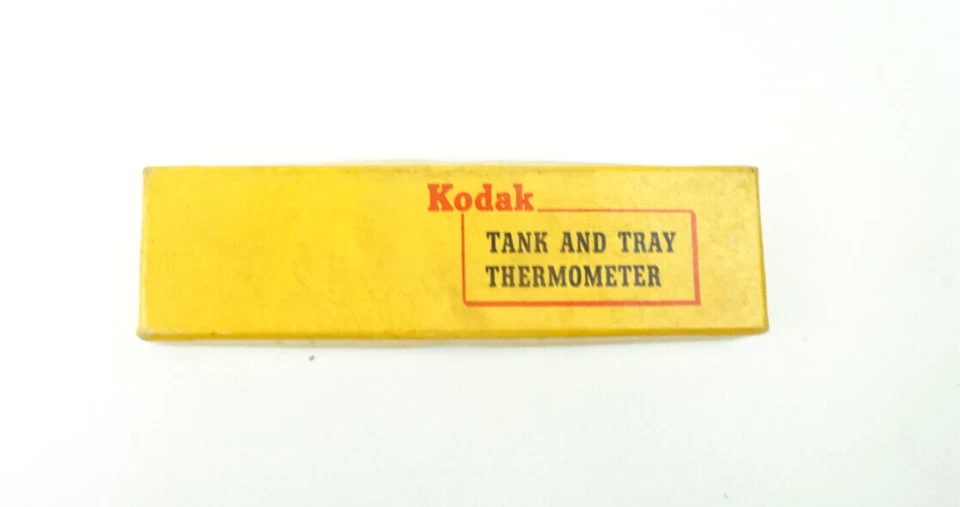 Kodak
TANK AND TRAY
THERMOMETER